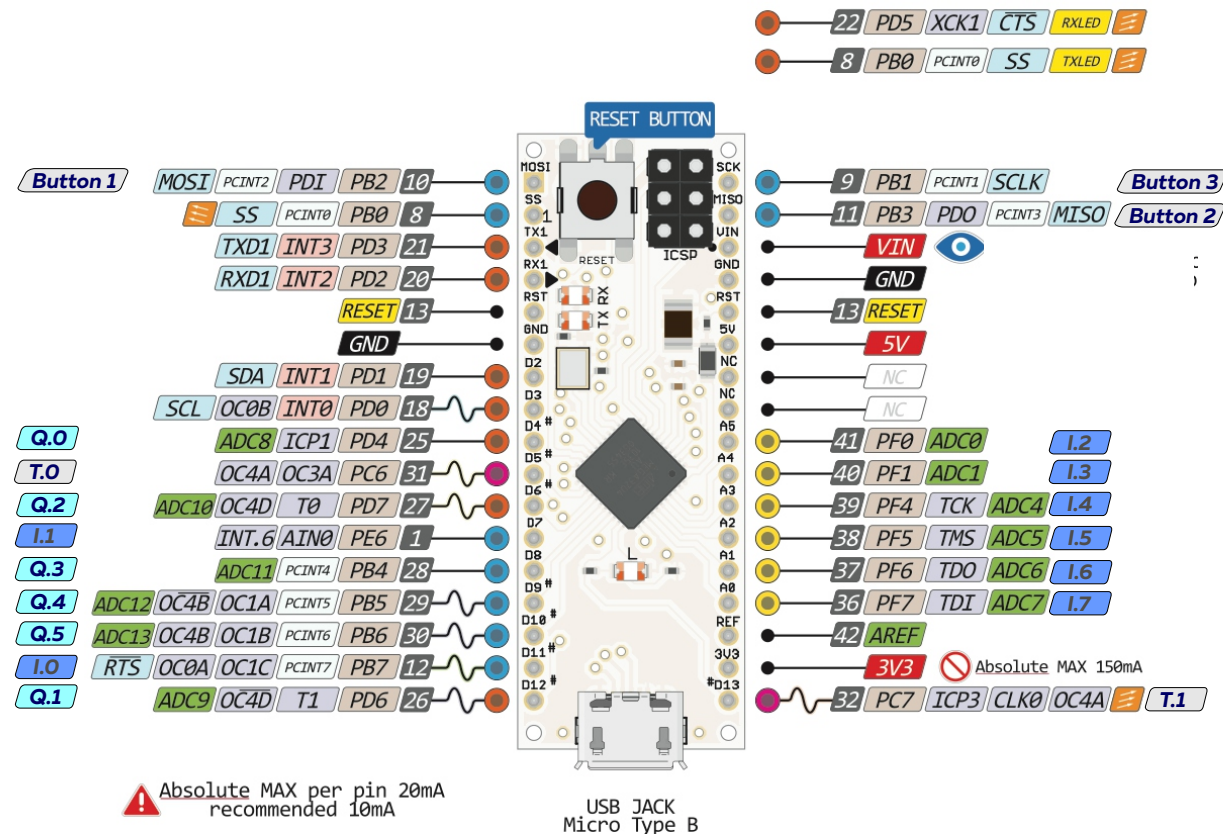 22 PD5 XCK1 CTS RXLED
8 PB0 PCINT0 SS TXLED
RESET BUTTON
Button 1 MOSI PCINT2 PDI PB2 10 MOSI SCK 9 PB1 PCINT1 SCLK Button 3
SS PCINT0 PB0 8 SS 1 MISO 11 PB3 PDO PCINT3 MISO Button 2
TXD1 INT3 PD3 21 TX1 VIN VIN
RESET ICSP
RXD1 INT2 PD2 20 RX1 GND GND
RESET 13 RST TX RX RST 13 RESET
GND GND 5V 5V
SDA INT1 PD1 19 D2 NC NC
SCL OC0B INT0 PD0 18 D3 NC NC
Q.0 ADC8 ICP1 PD4 25 D4 # A5 41 PF0 ADC0 I.2
T.0 OC4A OC3A PC6 31 D5 # A4 40 PF1 ADC1 I.3
Q.2 ADC10 OC4D T0 PD7 27 D6 # A3 39 PF4 TCK ADC4 I.4
I.1 INT.6 AIN0 PE6 1 D7 A2 38 PF5 TMS ADC5 I.5
Q.3 ADC11 PCINT4 PB4 28 D8 L A1 37 PF6 TDO ADC6 I.6
Q.4 ADC12 OC4B OC1A PCINT5 PB5 29 D9 # A0 36 PF7 TDI ADC7 I.7
Q.5 ADC13 OC4B OC1B PCINT6 PB6 30 D10 # REF 42 AREF
I.0 RTS OC0A OC1C PCINT7 PB7 12 D11 # 3V3 3V3 Absolute MAX 150mA
Q.1 ADC9 OC4D T1 PD6 26 D12 # #D13 32 PC7 ICP3 CLK0 OC4A T.1
Absolute MAX per pin 20mA
recommended 10mA
USB JACK
Micro Type B